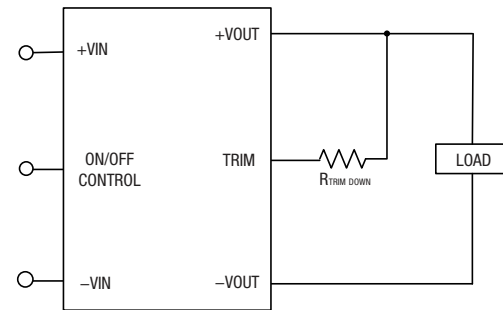 +VOUT
+VIN
ON/OFF
CONTROL
TRIM
LOAD
RTRIM DOWN
−VIN
−VOUT